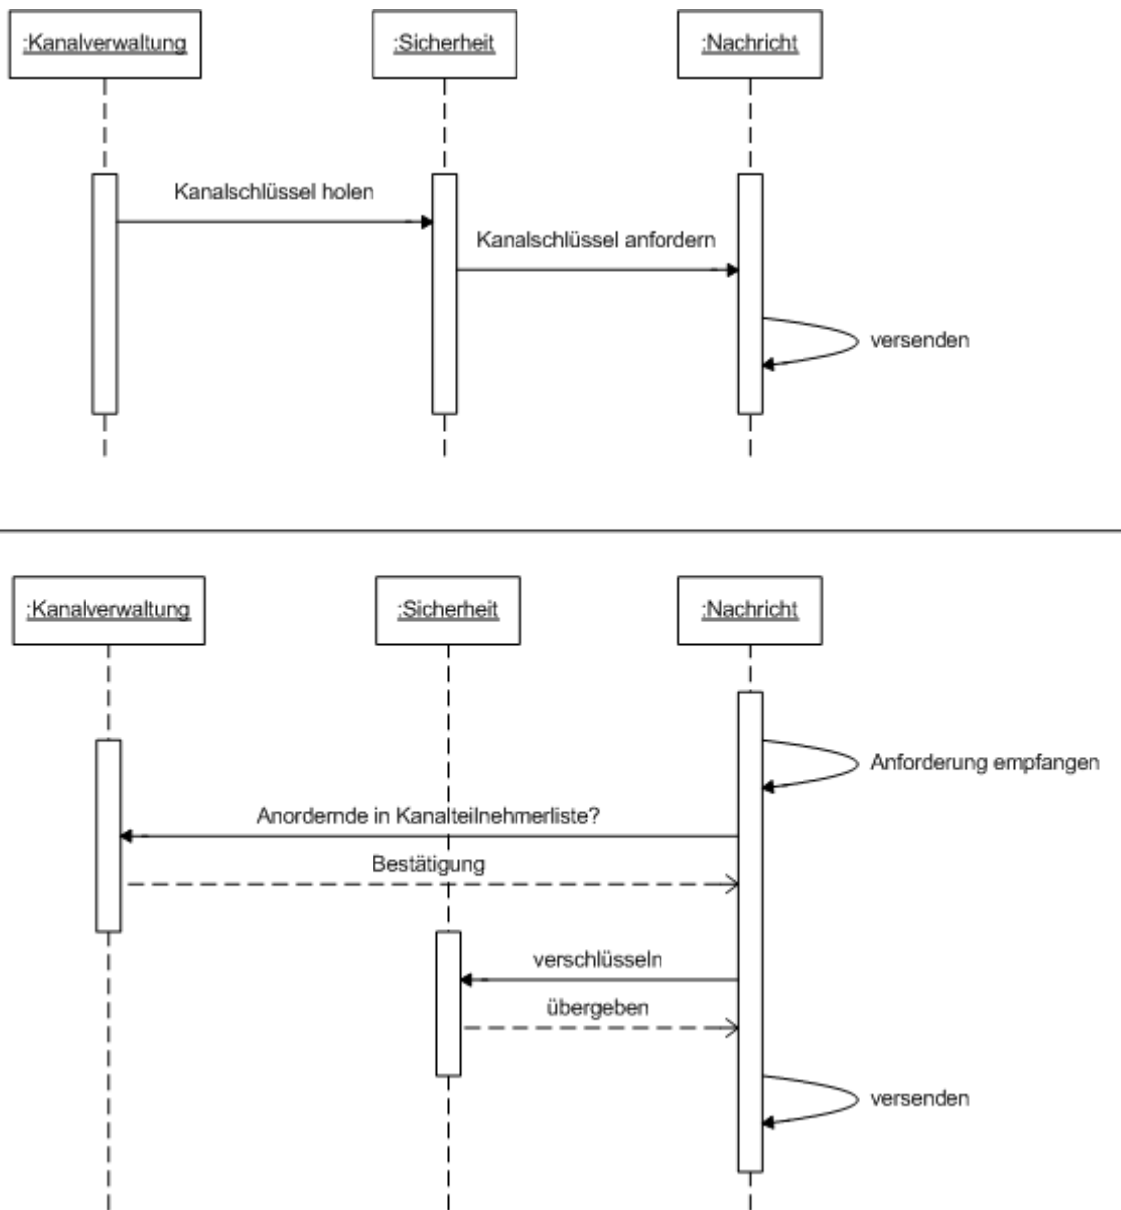 :Kanalverwaltung
:Sicherheit
:Nachricht
Kanalschlüssel holen
Kanalschlüssel anfordern
versenden
:Kanalverwaltung
:Sicherheit
:Nachricht
Anforderung empfangen
Anordernde in Kanalteilnehmerliste?
Bestätigung
verschlüseln
übergeben
versenden